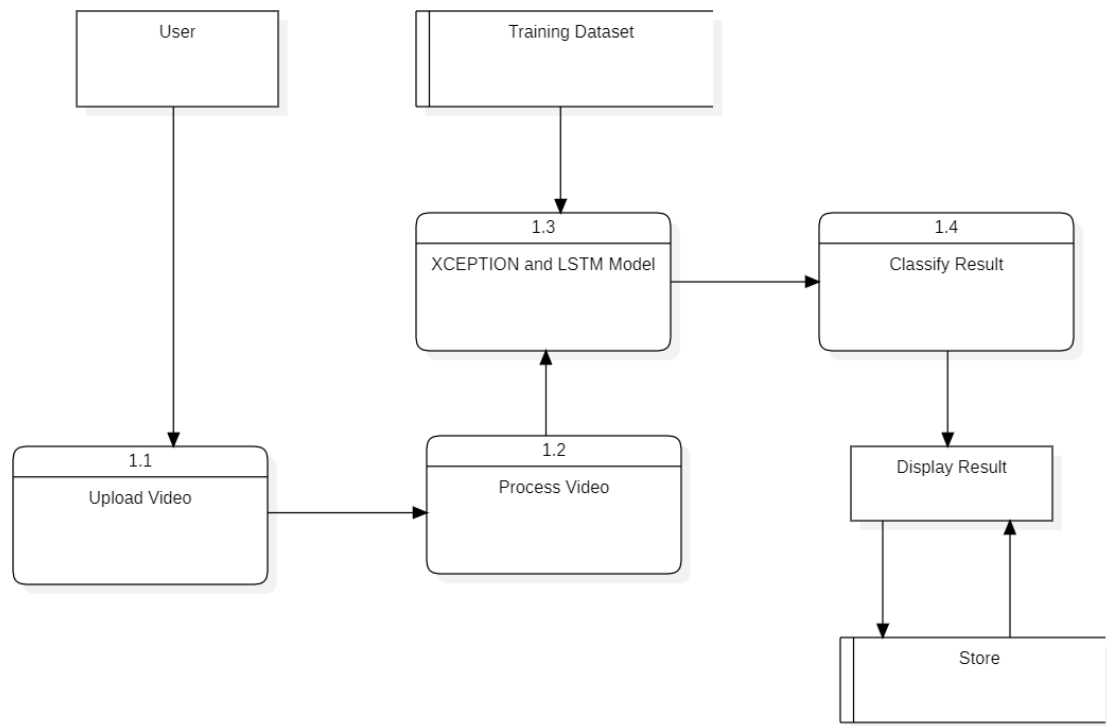 User
Training Dataset
1.3
XCEPTION and LSTM Model
1.4
Classify Result
1.1
Upload Video
1.2
Process Video
Display Result
Store